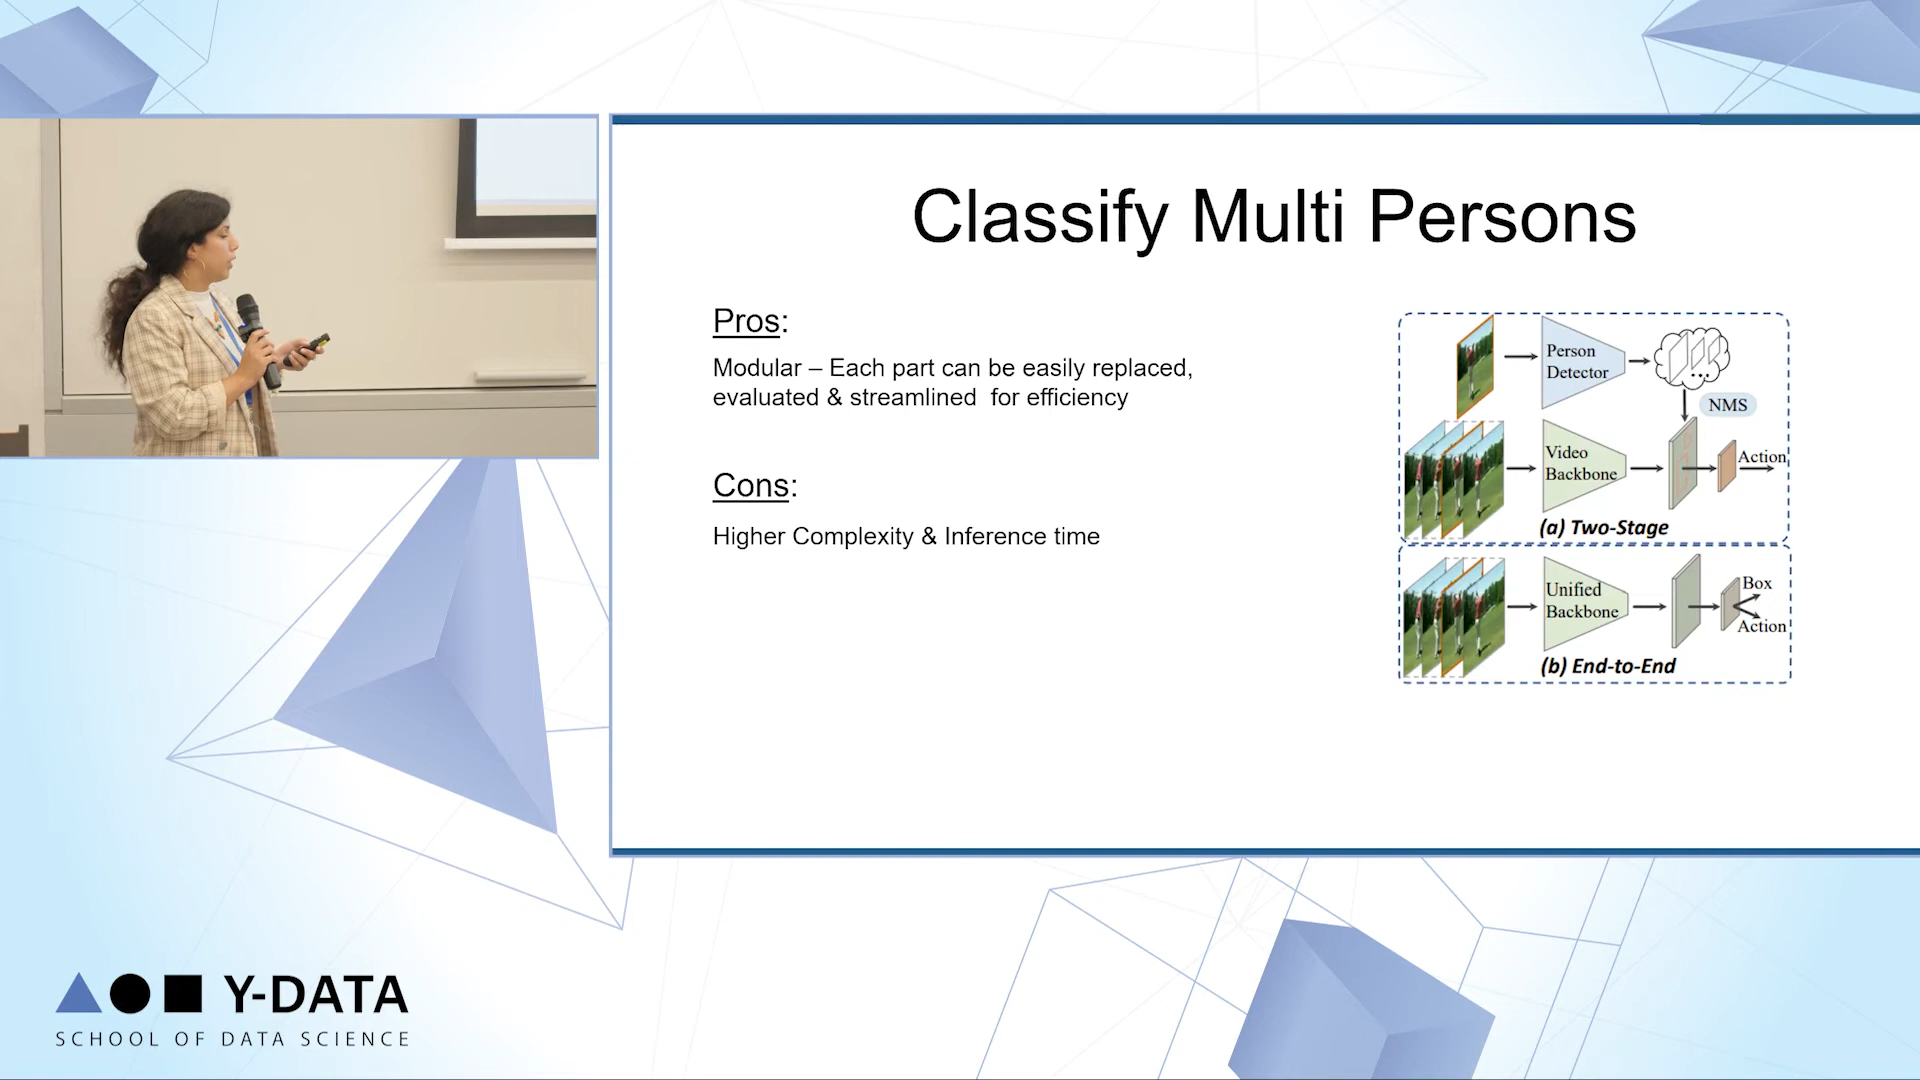 Classify Multi Persons
Pros:
Modular – Each part can be easily replaced,
evaluated & streamlined for efficiency
Cons:
Higher Complexity & Inference time
Person
Detector
NMS
Video
Backbone
Action
(a) Two-Stage
Unified
Backbone
Box
Action
(b) End-to-End
Y-DATA
SCHOOL OF DATA SCIENCE